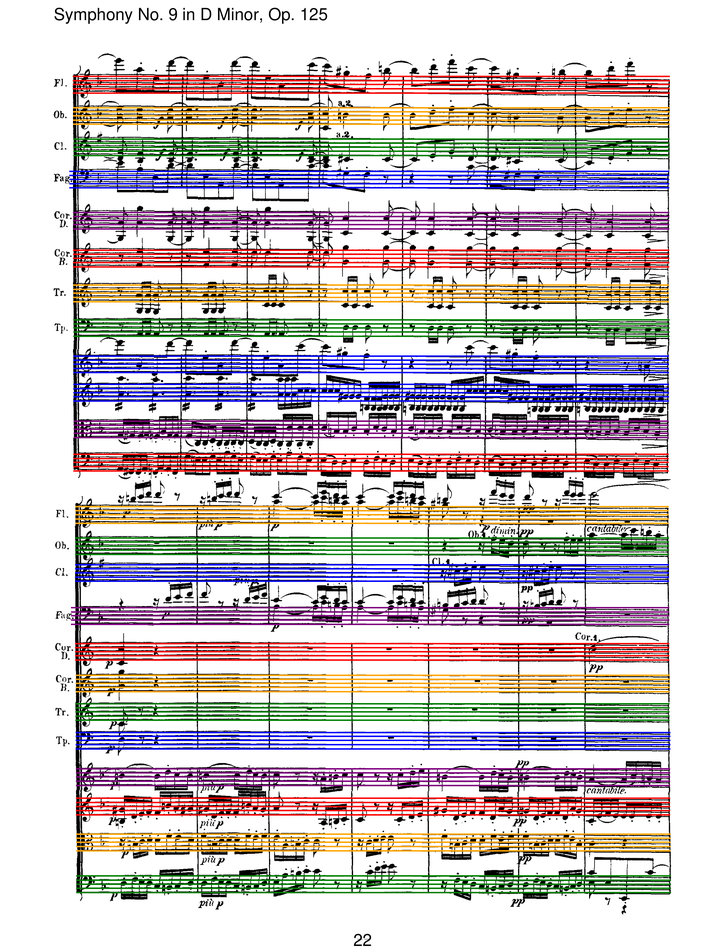 Symphony No. 9 in D Minor, Op. 125
Fl.
a.2.
Ob.
a.2.
Cl.
Fag.
Cor. D.
Cor. B.
Tr.
Tp.
Fl.
p più p p p dimin. pp
Ob. Ob.1. cantabile
Cl. Cl.1.
pp
Fag.
p p pp
Cor. D. Cor.1.
p pp
Cor. B.
p
Tr.
p
Tp.
p
pp
p più p cantabile.
p più p pp
p più p pp
p più p pp
22